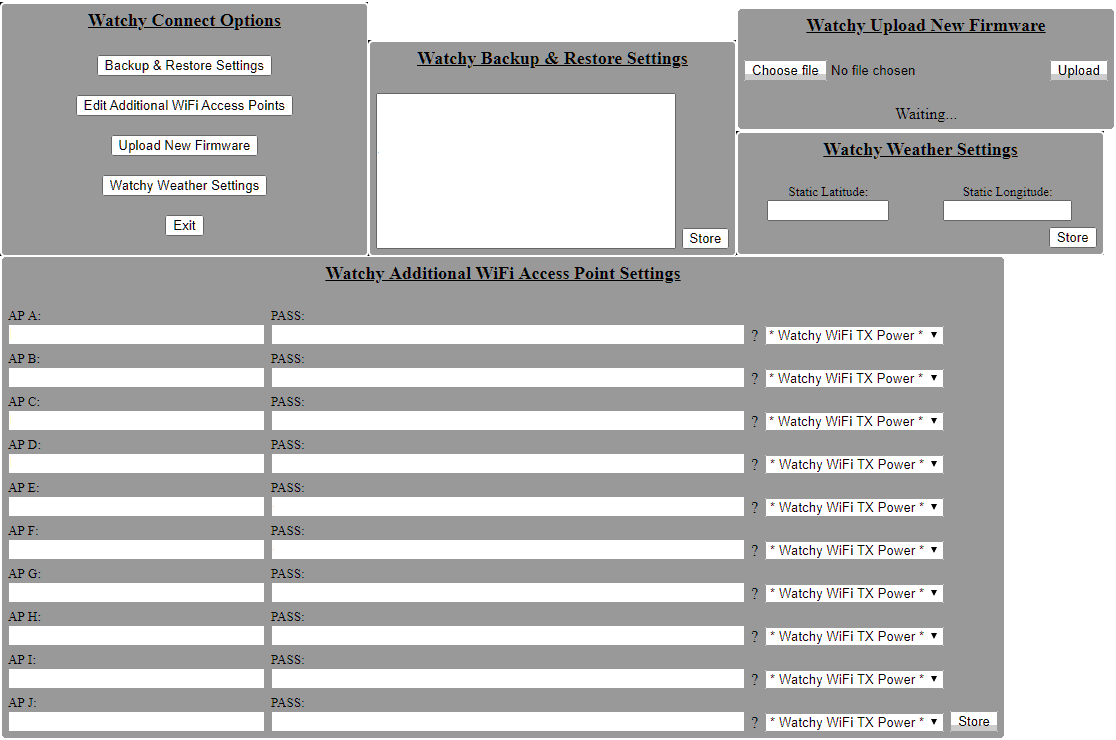 Watchy Connect Options
Backup & Restore Settings
Edit Additional WiFi Access Points
Upload New Firmware
Watchy Weather Settings
Exit
Watchy Backup & Restore Settings
Store
Watchy Upload New Firmware
Choose file No file chosen Upload
Waiting...
Watchy Weather Settings
Static Latitude: Static Longitude:
Store
Watchy Additional WiFi Access Point Settings
AP A: PASS:
? * Watchy WiFi TX Power *
AP B: PASS:
? * Watchy WiFi TX Power *
AP C: PASS:
? * Watchy WiFi TX Power *
AP D: PASS:
? * Watchy WiFi TX Power *
AP E: PASS:
? * Watchy WiFi TX Power *
AP F: PASS:
? * Watchy WiFi TX Power *
AP G: PASS:
? * Watchy WiFi TX Power *
AP H: PASS:
? * Watchy WiFi TX Power *
AP I: PASS:
? * Watchy WiFi TX Power *
AP J: PASS:
? * Watchy WiFi TX Power * Store